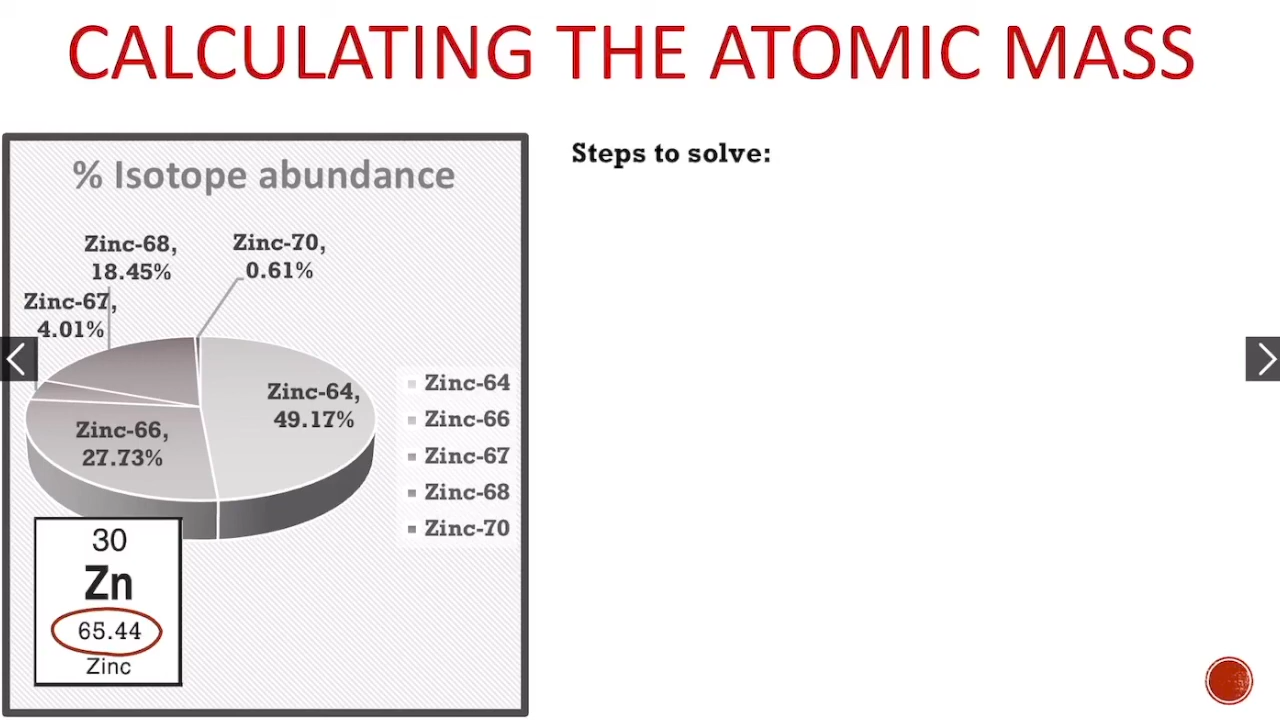 CALCULATING THE ATOMIC MASS
% Isotope abundance
Zinc-68,
18.45%
Zinc-70,
0.61%
Zinc-67,
4.01%
Zinc-64,
49.17%
Zinc-66,
27.73%
Zinc-64
Zinc-66
Zinc-67
Zinc-68
Zinc-70
30
Zn
65.44
Zinc
Steps to solve: